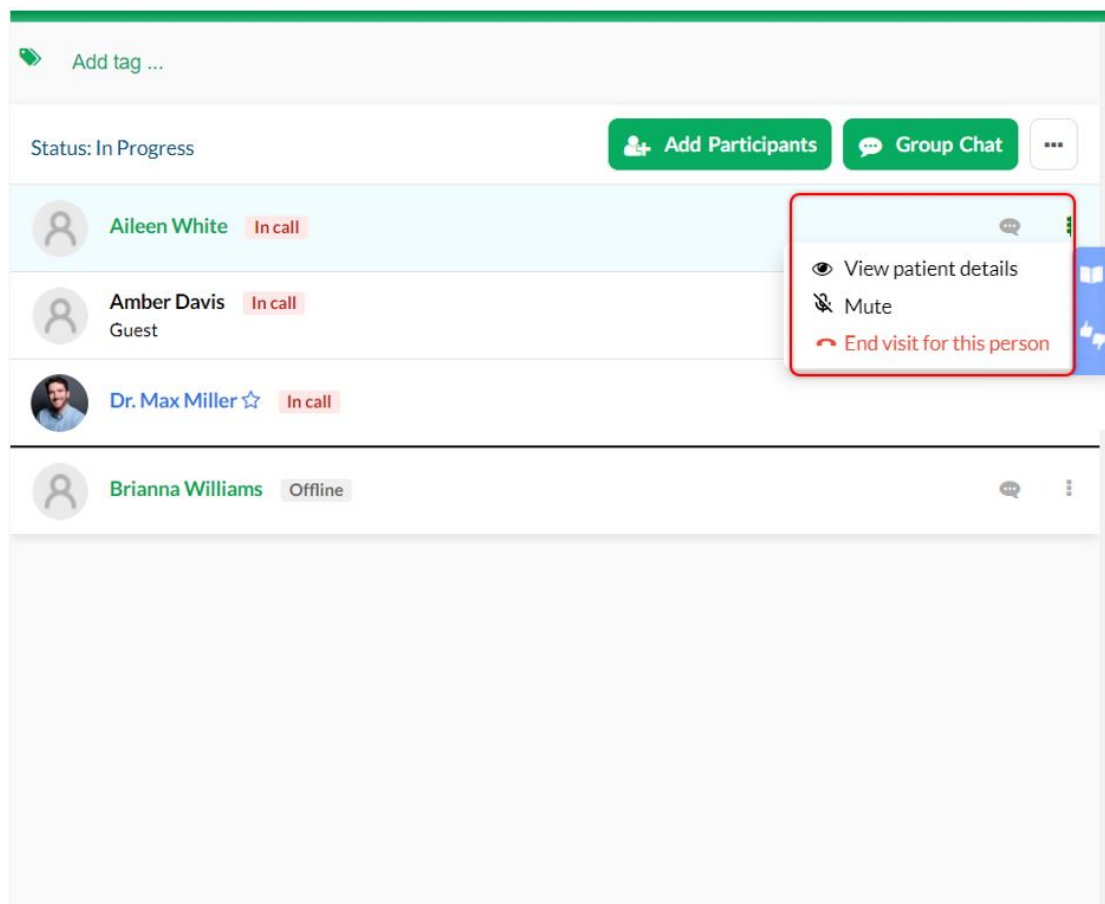 Add tag ...
Status: In Progress
Add Participants
Group Chat
Aileen White In call
View patient details
Amber Davis In call
Guest
Mute
End visit for this person
Dr. Max Miller In call
Brianna Williams Offline